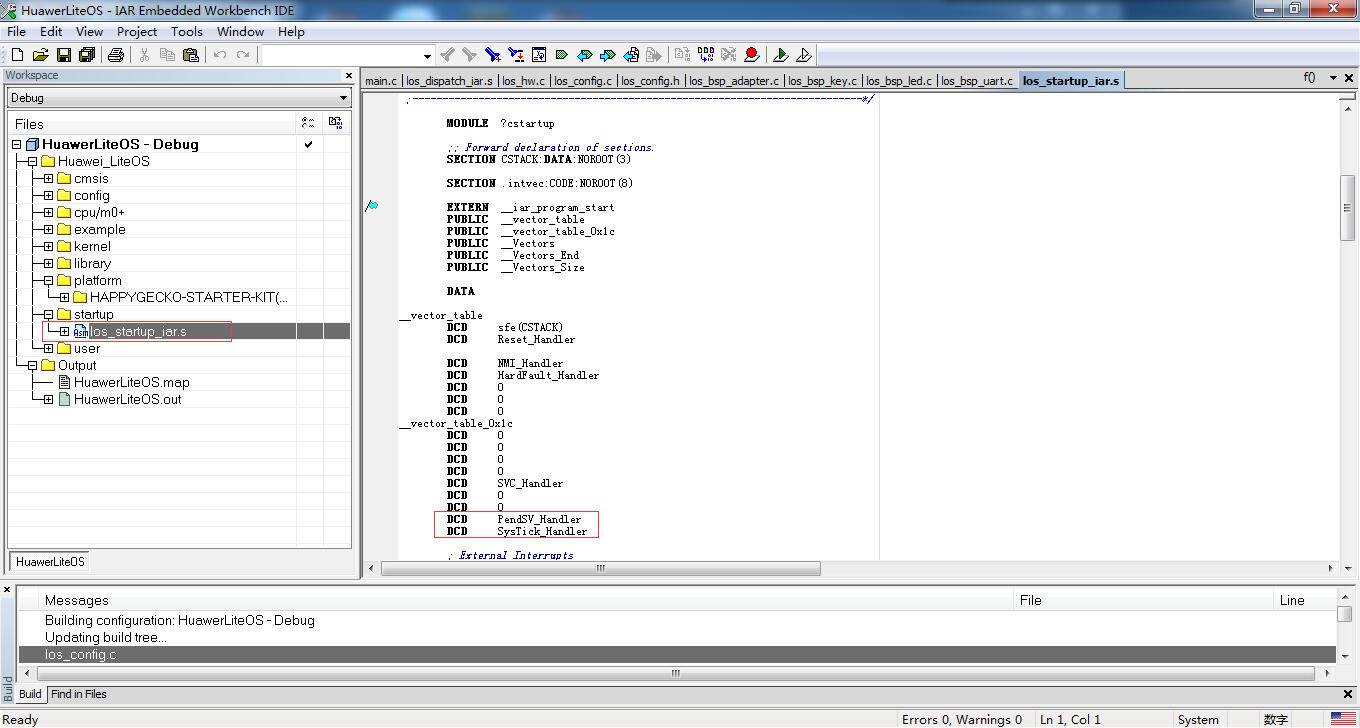 HuawerLiteOS - IAR Embedded Workbench IDE
File Edit View Project Tools Window Help
Workspace
Debug
Files
HuawerLiteOS - Debug
Huawei_LiteOS
cmsis
config
cpu/m0+
example
kernel
library
platform
HAPPYGECKO-STARTER-KIT(...
startup
los_startup_iar.s
user
Output
HuawerLiteOS.map
HuawerLiteOS.out
HuawerLiteOS
main.c los_dispatch_iar.s los_hw.c los_config.c los_config.h los_bsp_adapter.c los_bsp_key.c los_bsp_led.c los_bsp_uart.c los_startup_iar.s f()
MODULE ?cstartup
;; Forward declaration of sections.
SECTION CSTACK:DATA:NOROOT(3)
SECTION .intvec:CODE:NOROOT(8)
EXTERN __iar_program_start
PUBLIC __vector_table
PUBLIC __vector_table_0x1c
PUBLIC __Vectors
PUBLIC __Vectors_End
PUBLIC __Vectors_Size
DATA
__vector_table
DCD sfe(CSTACK)
DCD Reset_Handler
DCD NMI_Handler
DCD HardFault_Handler
DCD 0
DCD 0
DCD 0
__vector_table_0x1c
DCD 0
DCD 0
DCD 0
DCD 0
DCD SVC_Handler
DCD 0
DCD 0
DCD PendSV_Handler
DCD SysTick_Handler
; External Interrupts
Messages File Line
Building configuration: HuawerLiteOS - Debug
Updating build tree...
los_config.c
Build
Build Find in Files
Ready Errors 0, Warnings 0 Ln 1, Col 1 System 数字